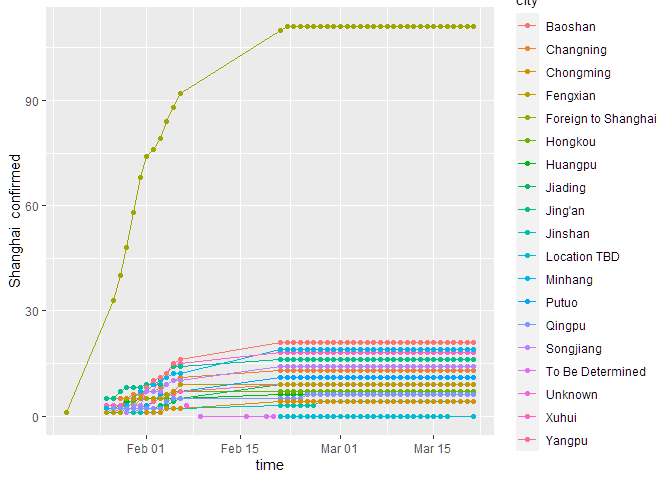 city
Baoshan
Changning
Chongming
Fengxian
Foreign to Shanghai
Hongkou
Huangpu
Jiading
Jing'an
Jinshan
Location TBD
Minhang
Putuo
Qingpu
Songjiang
To Be Determined
Unknown
Xuhui
Yangpu
Shanghai confirmed
90
60
30
0
Feb 01 Feb 15 Mar 01 Mar 15
time